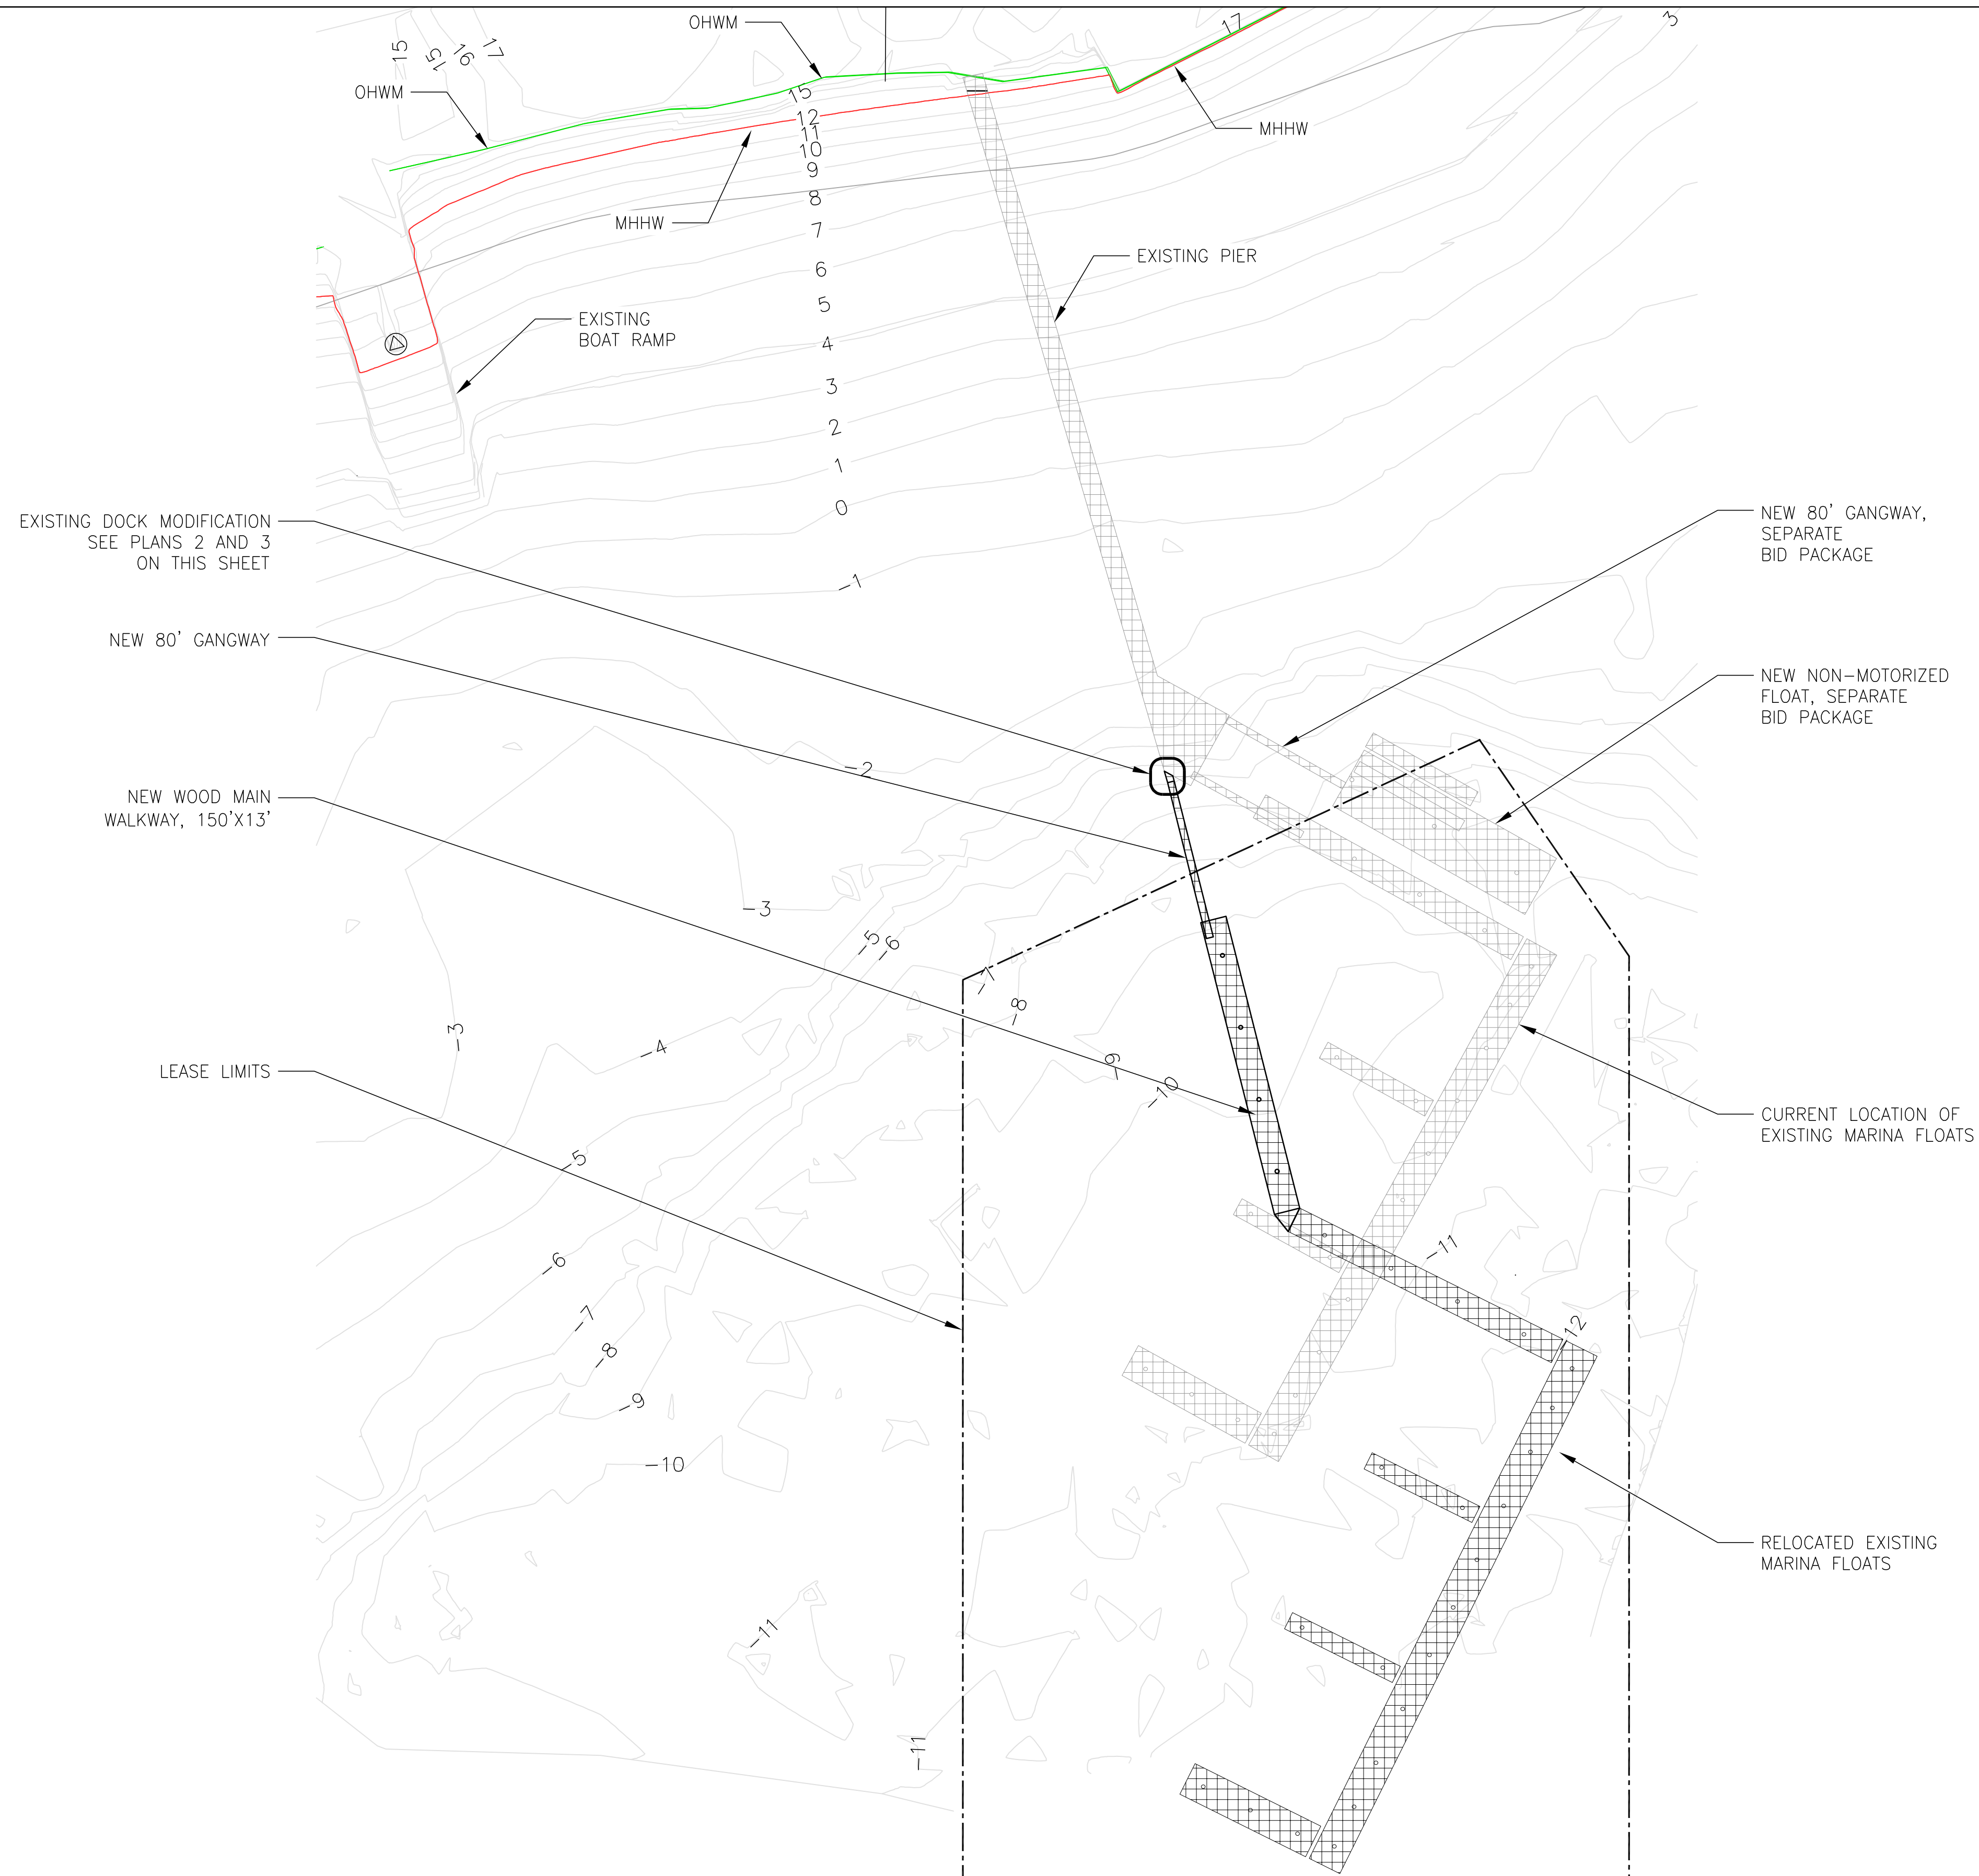 OHWM
17
3
15
15
16
17
OHWM
15
12
11
10
9
8
7
6
5
4
3
2
1
0
-1
-2
-3
MHHW
MHHW
EXISTING PIER
EXISTING
BOAT RAMP
EXISTING DOCK MODIFICATION
SEE PLANS 2 AND 3
ON THIS SHEET
NEW 80' GANGWAY,
SEPARATE
BID PACKAGE
NEW 80' GANGWAY
NEW NON-MOTORIZED
FLOAT, SEPARATE
BID PACKAGE
NEW WOOD MAIN
WALKWAY, 150'X13'
-5
-6
-7
-8
-9
-10
-3
-4
LEASE LIMITS
CURRENT LOCATION OF
EXISTING MARINA FLOATS
-5
-6
-7
-8
-9
-10
-11
12
RELOCATED EXISTING
MARINA FLOATS
-11
-11